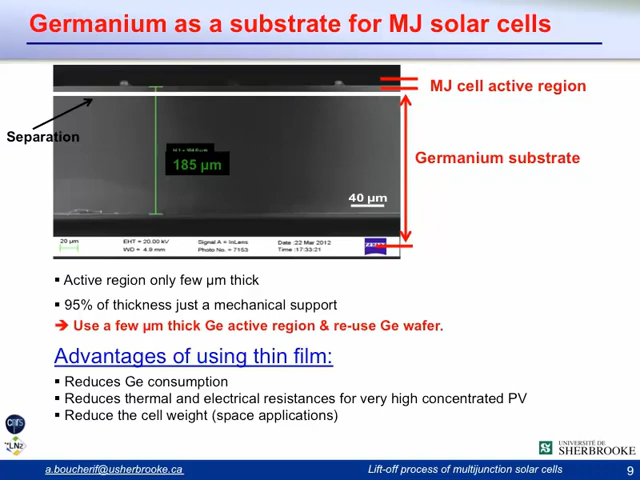 Germanium as a substrate for MJ solar cells
MJ cell active region
Separation
Germanium substrate
185 µm
40 µm
20 µm
EHT = 20.00 kV
WD = 4.9 mm
Signal A = InLens
Photo No. = 7153
Date :22 Mar 2012
Time :17:33:21
▪ Active region only few µm thick
▪ 95% of thickness just a mechanical support
➔ Use a few µm thick Ge active region & re-use Ge wafer.
Advantages of using thin film:
▪ Reduces Ge consumption
▪ Reduces thermal and electrical resistances for very high concentrated PV
▪ Reduce the cell weight (space applications)
cnrs
LN2
UNIVERSITÉ DE
SHERBROOKE
a.boucherif@usherbrooke.ca
Lift-off process of multijunction solar cells
9